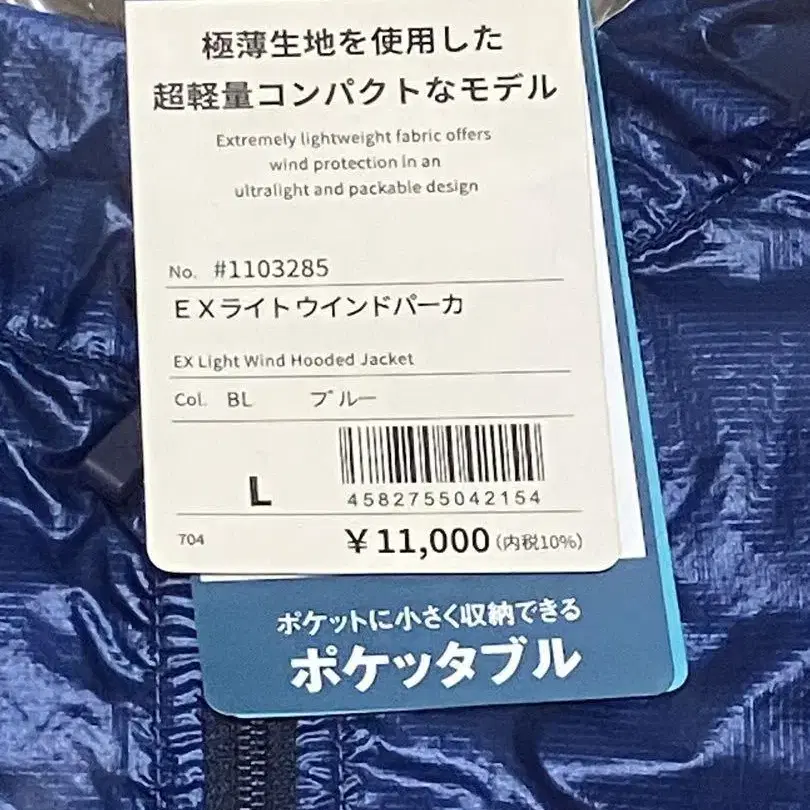 極薄生地を使用した
超軽量コンパクトなモデル
Extremely lightweight fabric offers
wind protection in an
ultralight and packable design
No. #1103285
EXライトウインドパーカ
EX Light Wind Hooded Jacket
Col. BL ブルー
L
4582755042154
704 ¥11,000(内税10%)
ポケットに小さく収納できる
ポケッタブル